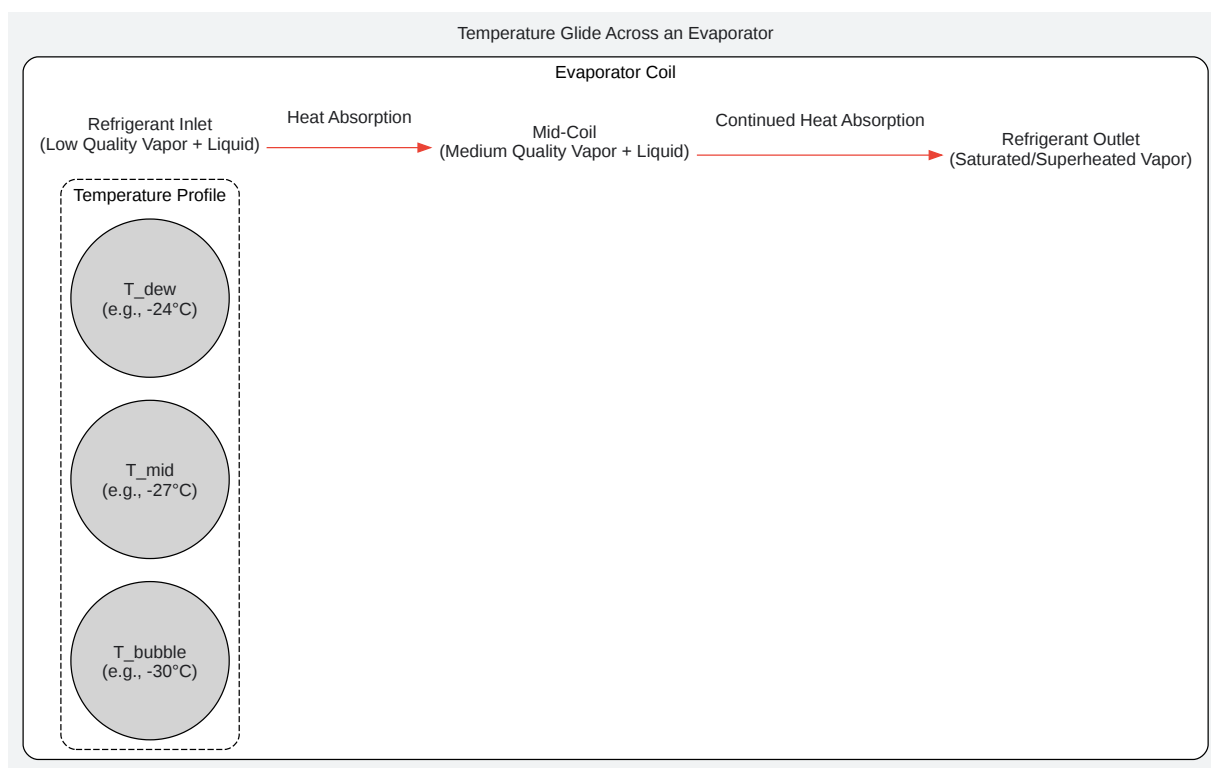 Temperature Glide Across an Evaporator
Evaporator Coil
Refrigerant Inlet
(Low Quality Vapor + Liquid)
Heat Absorption
Mid-Coil
(Medium Quality Vapor + Liquid)
Continued Heat Absorption
Refrigerant Outlet
(Saturated/Superheated Vapor)
Temperature Profile
T_dew
(e.g., -24°C)
T_mid
(e.g., -27°C)
T_bubble
(e.g., -30°C)